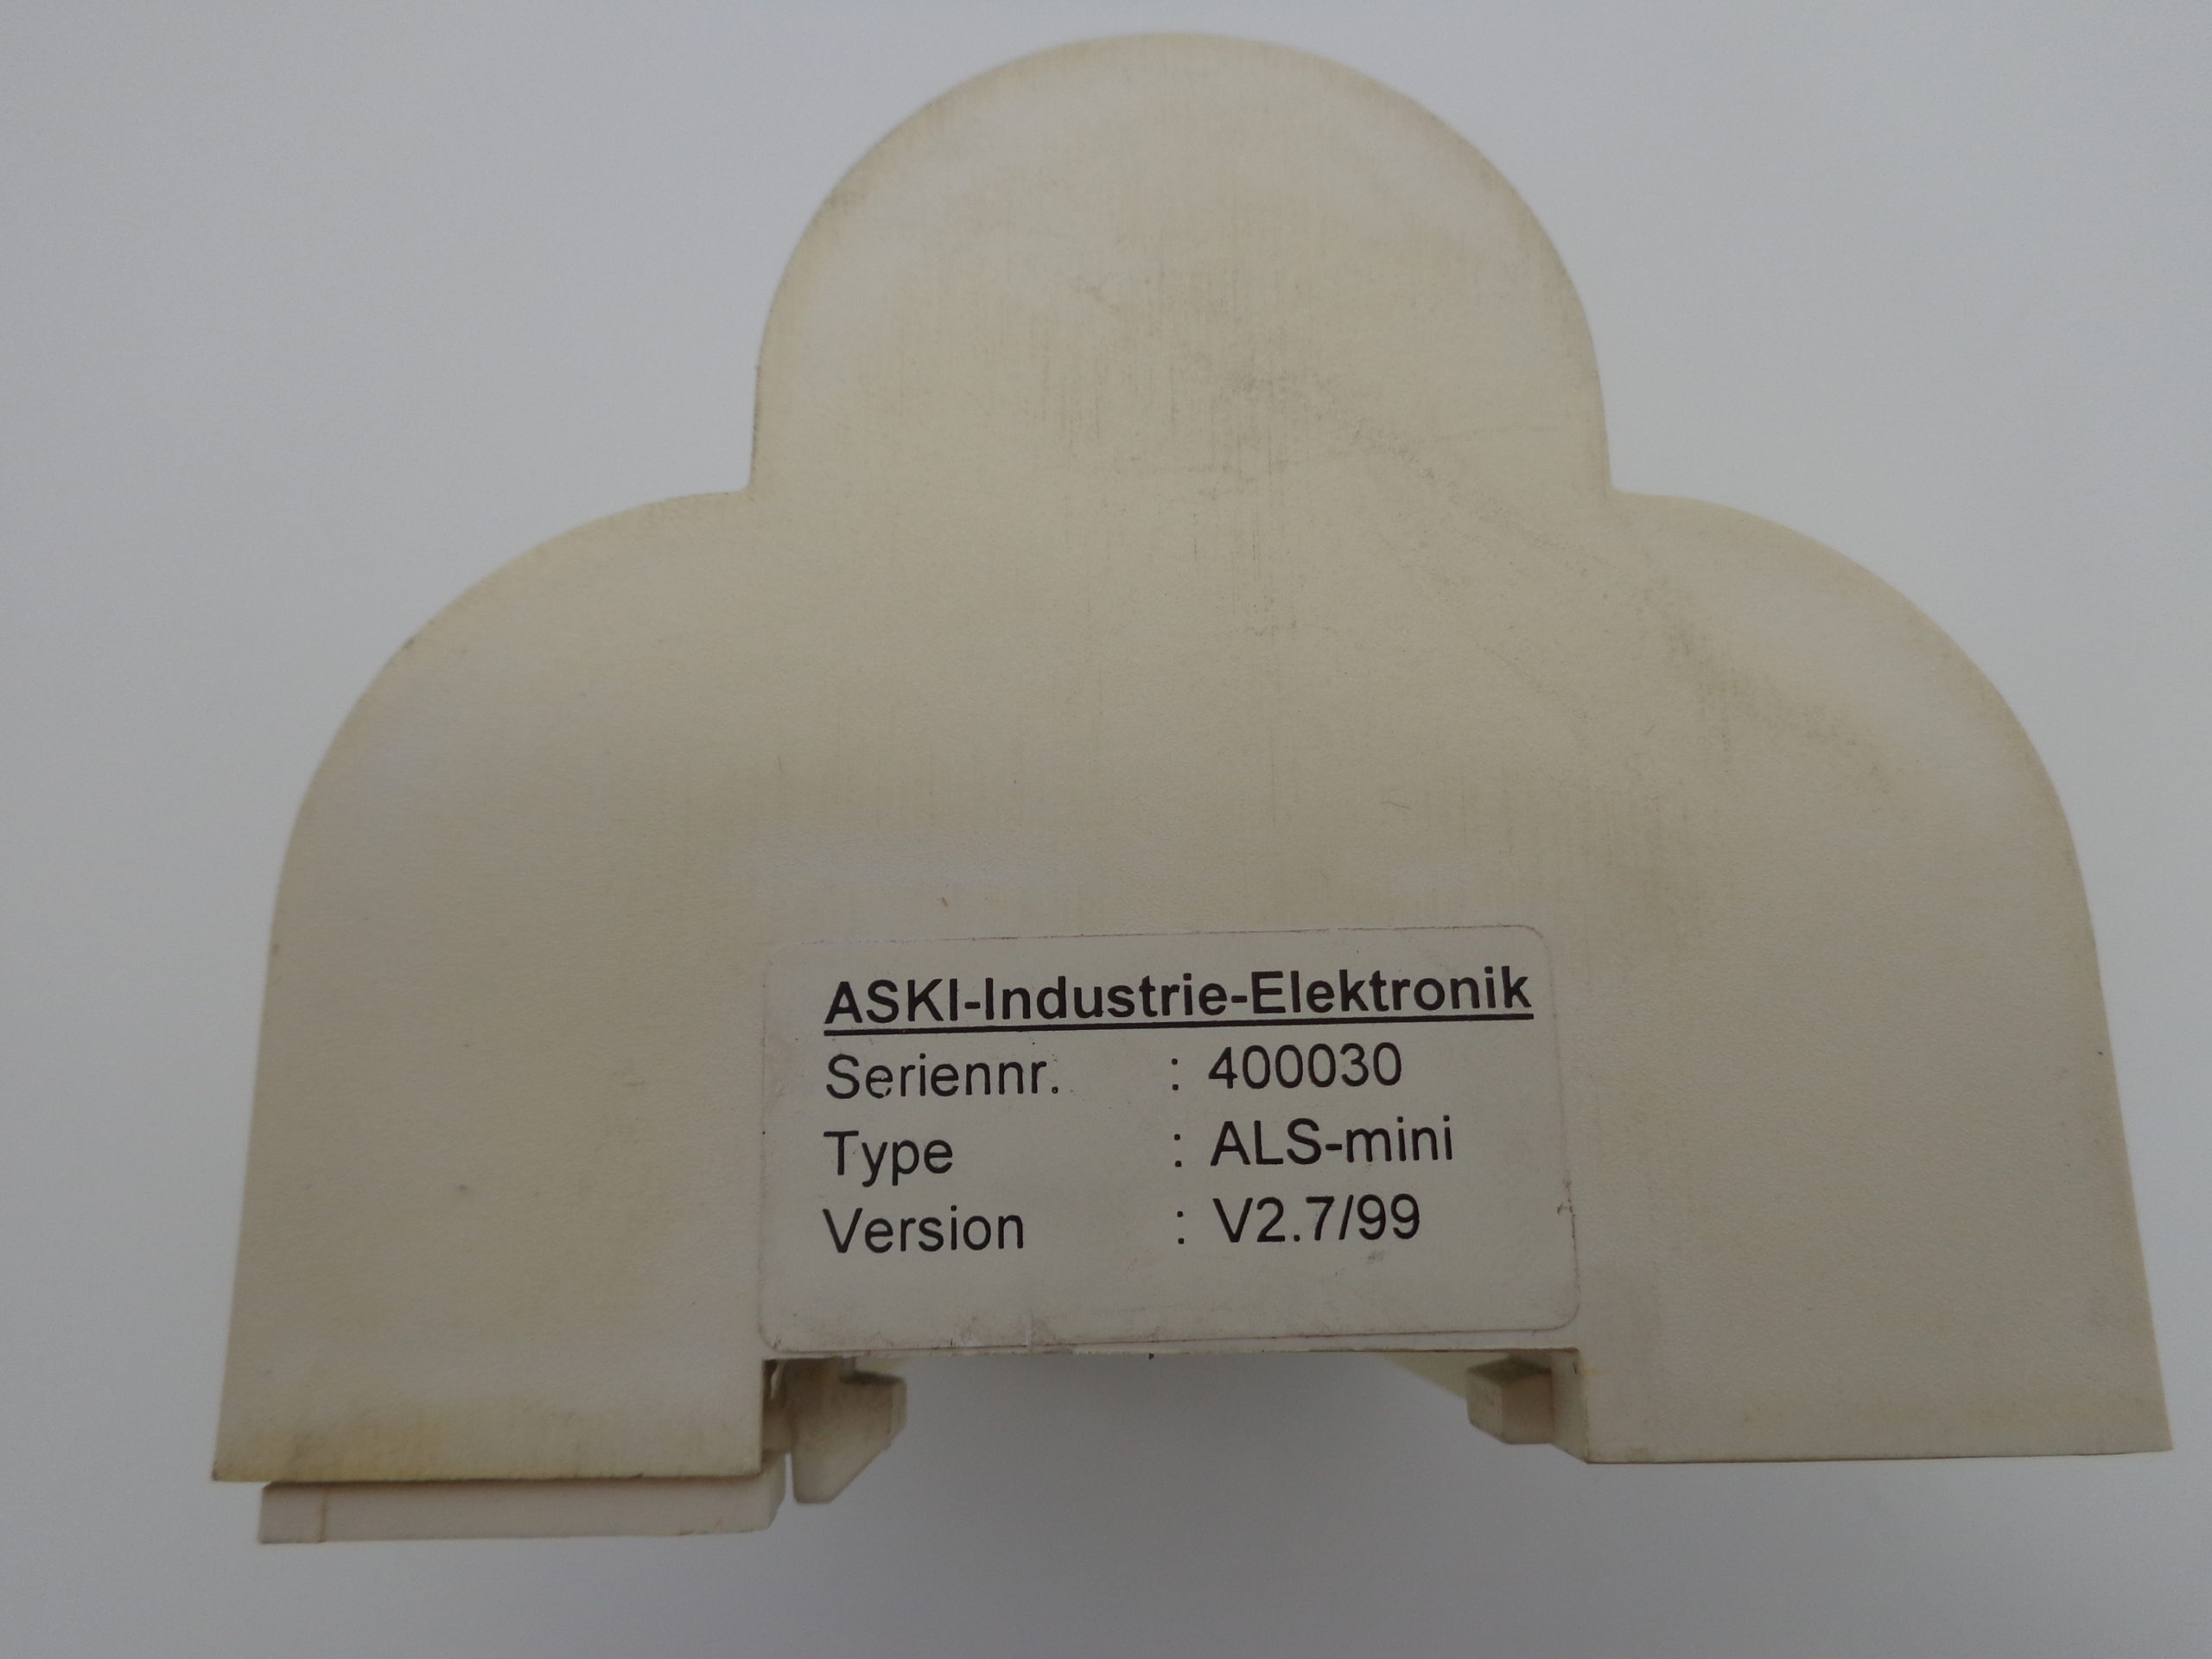 ASKI-Industrie-Elektronik
Seriennr. : 400030
Type : ALS-mini
Version : V2.7/99